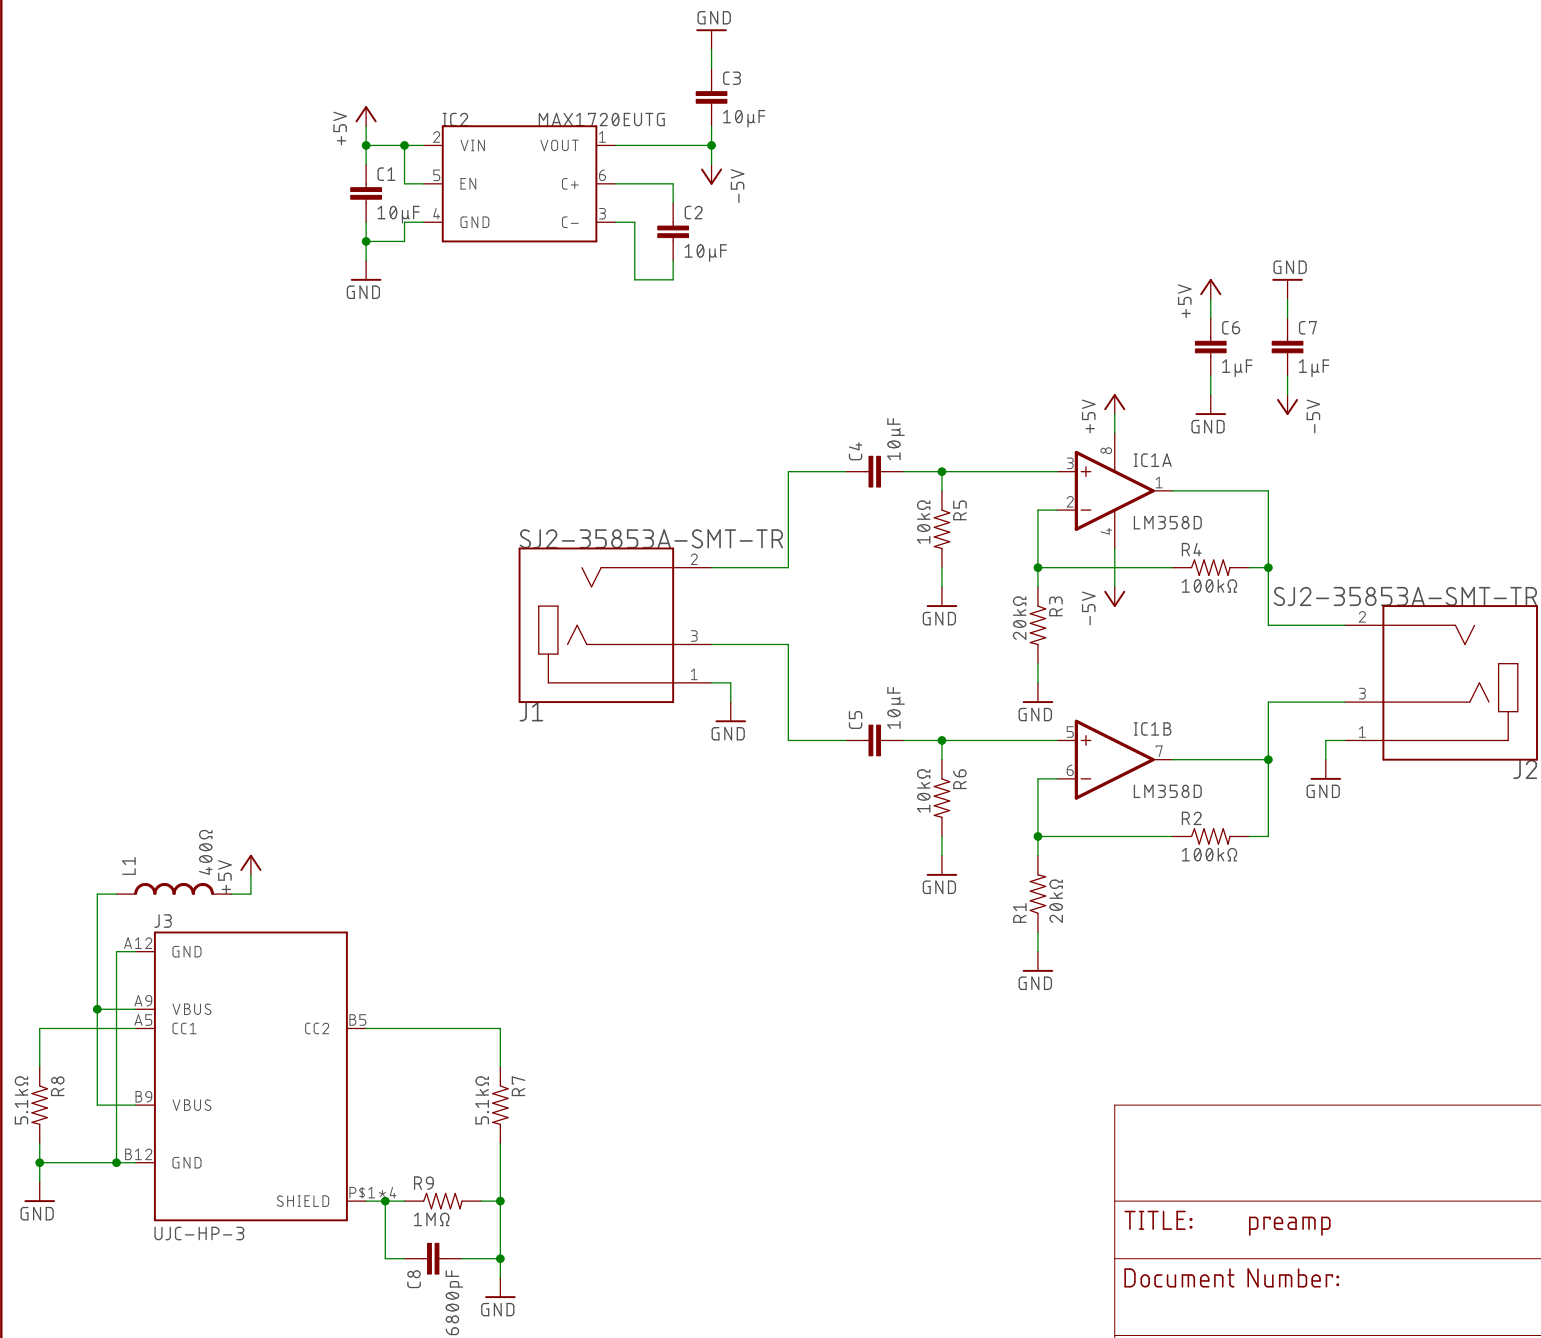 GND
C3
10µF
+5V
IC2
MAX1720EUTG
2
VIN
VOUT
1
C1
5
EN
C+
6
-5V
10µF
4
GND
C-
3
C2
10µF
GND
GND
+5V
C6
1µF
C7
1µF
GND
-5V
+5V
C4
10µF
8
IC1A
3
+
1
2
-
4
LM358D
10kΩ
R5
SJ2-35853A-SMT-TR
2
R4
100kΩ
GND
20kΩ
R3
-5V
SJ2-35853A-SMT-TR
2
3
1
J1
GND
GND
C5
10µF
3
1
J2
GND
IC1B
5
+
7
6
-
LM358D
10kΩ
R6
R2
100kΩ
GND
R1
20kΩ
GND
L1
400Ω
+5V
J3
A12
GND
A9
VBUS
A5
CC1
CC2
B5
5.1kΩ
R8
B9
VBUS
5.1kΩ
R7
B12
GND
SHIELD
P$1*4
R9
1MΩ
GND
UJC-HP-3
C8
6800pF
GND
TITLE: preamp
Document Number: